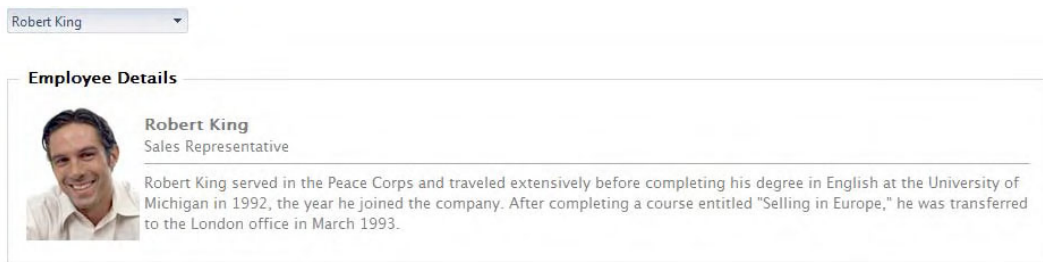 Robert King
Employee Details
Robert King
Sales Representative
Robert King served in the Peace Corps and traveled extensively before completing his degree in English at the University of
Michigan in 1992, the year he joined the company. After completing a course entitled "Selling in Europe," he was transferred
to the London office in March 1993.